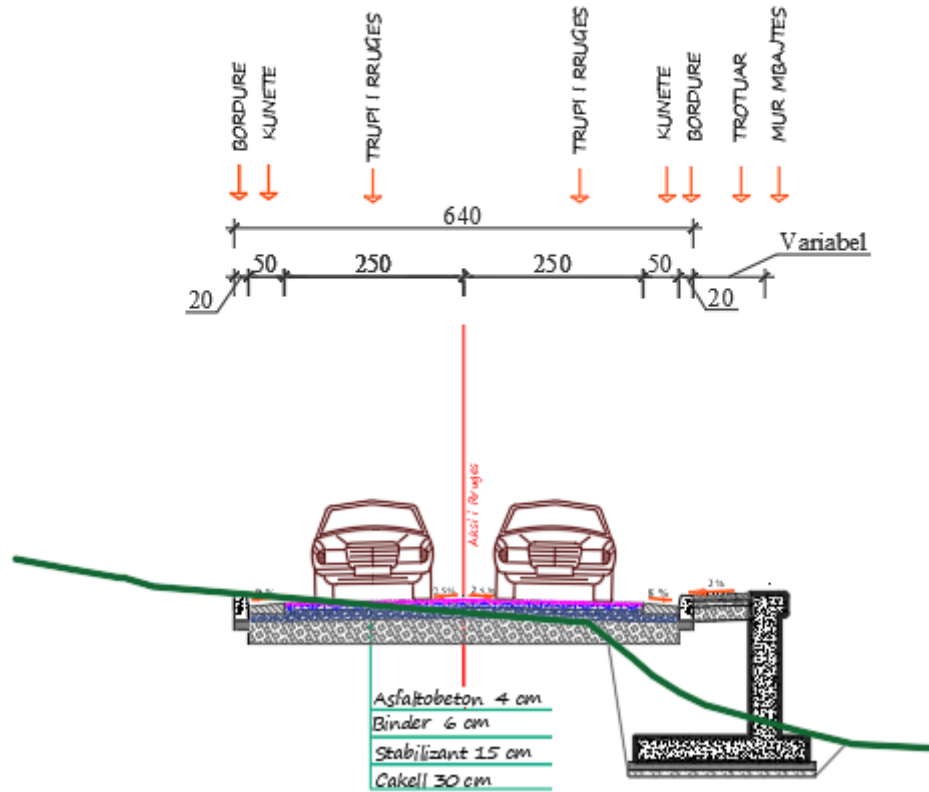 BORDURE
KUNETE
TRUPI I RRUGES
TRUPI I RRUGES
KUNETE
BORDURE
TROTUAR
MUR MBAJTES
640
Variabel
50
250
250
50
20
20
Aksi i Rruges
2.5%
2.5%
2%
Asfaltobeton 4 cm
Binder 6 cm
Stabilizant 15 cm
Cakell 30 cm